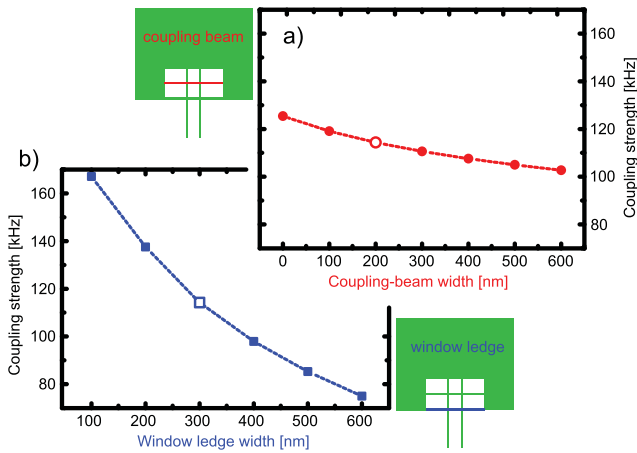 coupling beam
a)
160
140
120
100
80
Coupling strength [kHz]
0 100 200 300 400 500 600
Coupling-beam width [nm]
b)
160
140
120
100
80
Coupling strength [kHz]
100 200 300 400 500 600
Window ledge width [nm]
window ledge